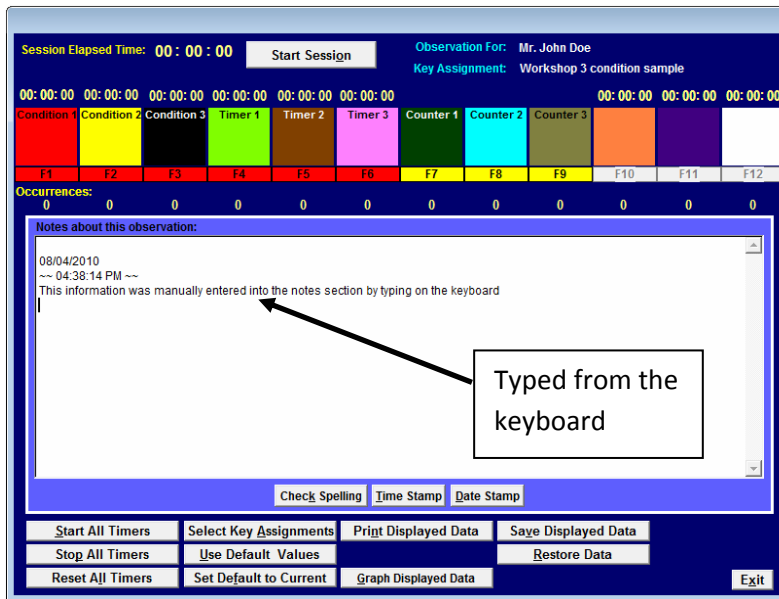 Session Elapsed Time: 00: 00 : 00 Start Session Observation For: Mr. John Doe
Key Assignment: Workshop 3 condition sample
00: 00: 00 00: 00: 00 00: 00: 00 00: 00: 00 00: 00: 00 00: 00: 00 00: 00: 00 00: 00: 00 00: 00: 00
Condition 1 Condition 2 Condition 3 Timer 1 Timer 2 Timer 3 Counter 1 Counter 2 Counter 3
F1 F2 F3 F4 F5 F6 F7 F8 F9 F10 F11 F12
Occurrences:
0 0 0 0 0 0 0 0 0 0 0 0
Notes about this observation:
08/04/2010
~~ 04:38:14 PM ~~
This information was manually entered into the notes section by typing on the keyboard
Typed from the
keyboard
Check Spelling Time Stamp Date Stamp
Start All Timers Select Key Assignments Print Displayed Data Save Displayed Data
Stop All Timers Use Default Values Restore Data
Reset All Timers Set Default to Current Graph Displayed Data Exit